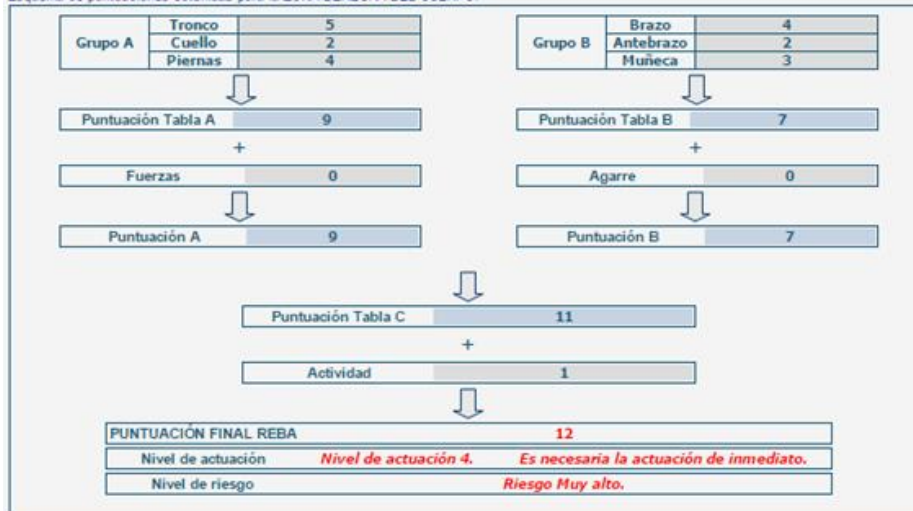 Tronco 5 Brazo 4
Grupo A Cuello 2 Grupo B Antebrazo 2
Piernas 4 Muñeca 3
Puntuación Tabla A 9 Puntuación Tabla B 7
+ +
Fuerzas 0 Agarre 0
Puntuación A 9 Puntuación B 7
Puntuación Tabla C 11
+
Actividad 1
PUNTUACIÓN FINAL REBA 12
Nivel de actuación Nivel de actuación 4. Es necesaria la actuación de inmediato.
Nivel de riesgo Riesgo Muy alto.